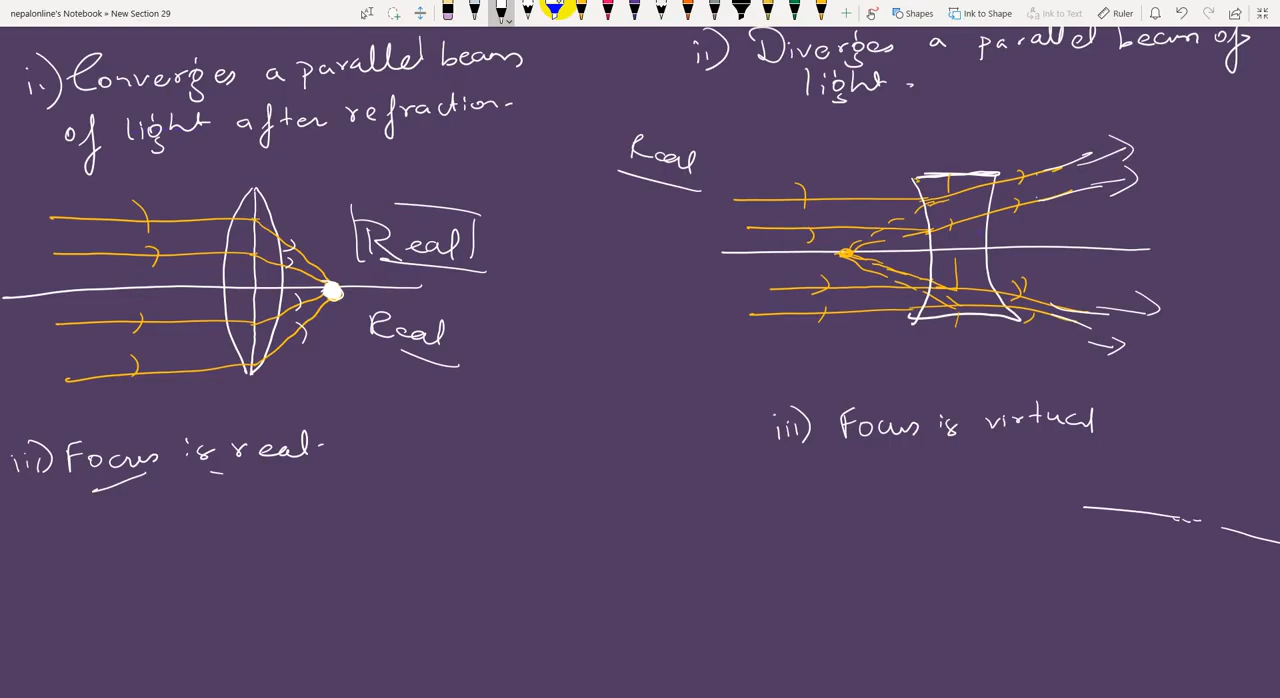 nepalonline's Notebook » New Section 29
Shapes
Ink to Shape
Ink to Text
Ruler
i.) Converges a parallel beam
of light after refraction.
Real
Real
iii) Focus is real.
ii) Diverges a parallel beam of
light.
Real
iii) Focus is virtual